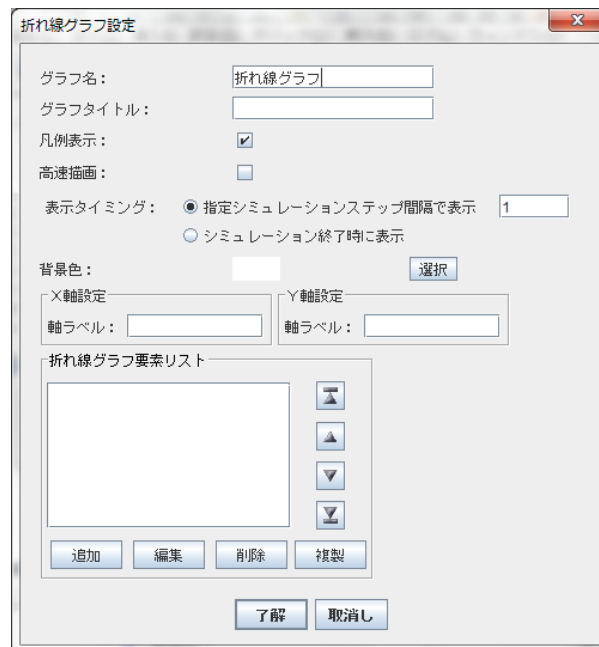 折れ線グラフ設定
グラフ名：
折れ線グラフ
グラフタイトル：
凡例表示：
高速描画：
表示タイミング：
指定シミュレーションステップ間隔で表示
1
シミュレーション終了時に表示
背景色：
選択
X軸設定
軸ラベル：
Y軸設定
軸ラベル：
折れ線グラフ要素リスト
追加
編集
削除
複製
了解
取消し